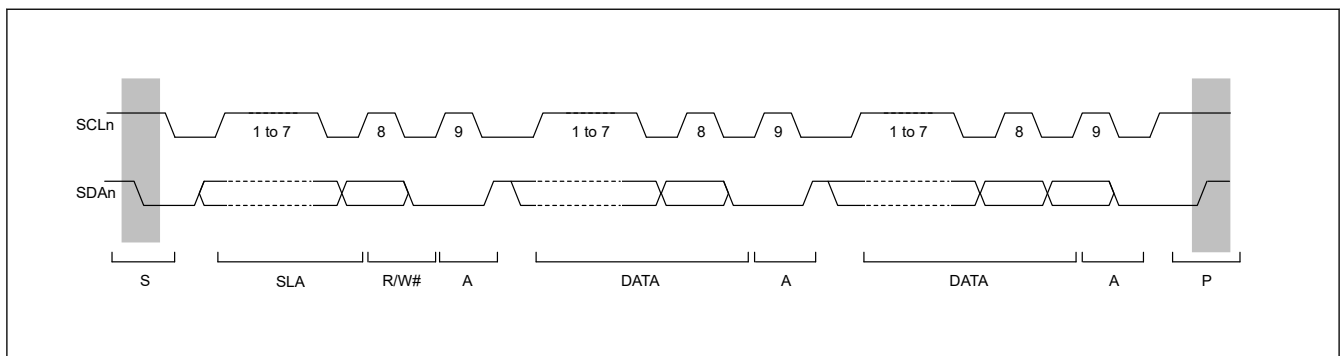 SCLn 1 to 7 8 9 1 to 7 8 9 1 to 7 8 9
SDAn
S SLA R/W# A DATA A DATA A P